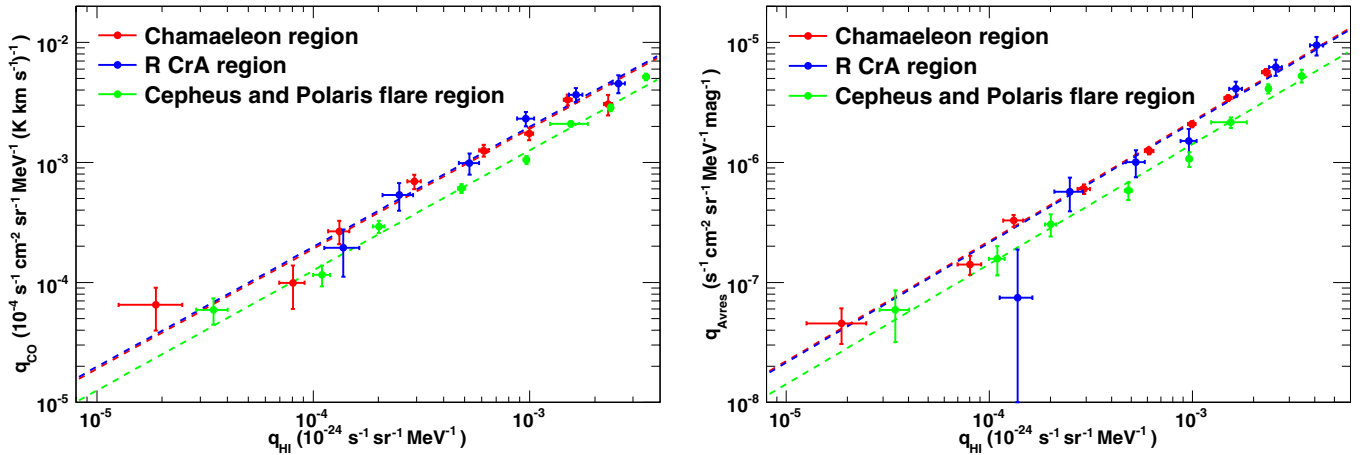 q_CO (10^-4 s^-1 cm^-2 sr^-1 MeV^-1 (K km s^-1)^-1)
10^-2
10^-3
10^-4
10^-5
Chamaeleon region
R CrA region
Cepheus and Polaris flare region
10^-5 10^-4 10^-3
q_HI (10^-24 s^-1 sr^-1 MeV^-1)
q_Avres (s^-1 cm^-2 sr^-1 MeV^-1 mag^-1)
10^-5
10^-6
10^-7
10^-8
Chamaeleon region
R CrA region
Cepheus and Polaris flare region
10^-5 10^-4 10^-3
q_HI (10^-24 s^-1 sr^-1 MeV^-1)